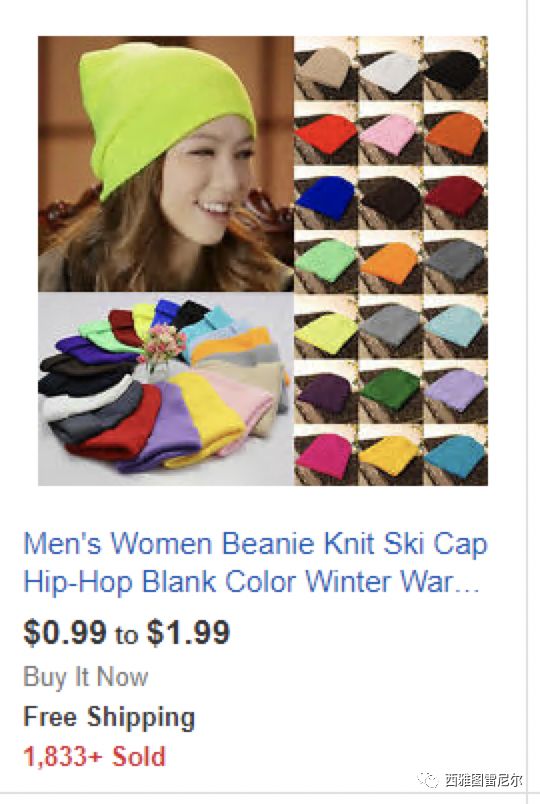 Men's Women Beanie Knit Ski Cap
Hip-Hop Blank Color Winter War...
$0.99 to $1.99
Buy It Now
Free Shipping
1,833+ Sold
西雅图雷尼尔